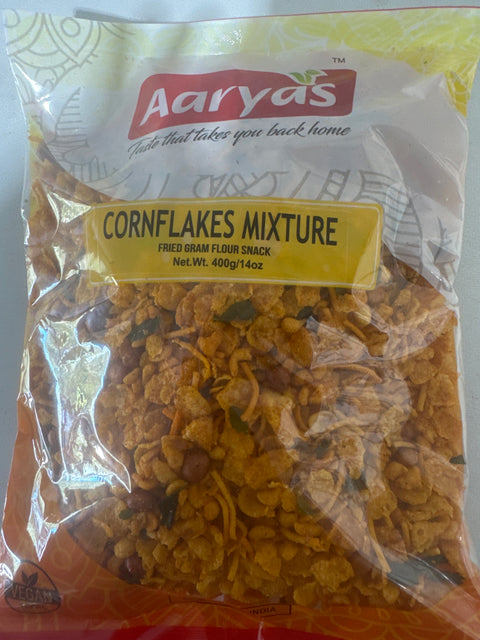 Aaryas
TM
Taste that takes you back home
CORNFLAKES MIXTURE
FRIED GRAM FLOUR SNACK
Net.Wt. 400g/14oz
VEGAN
INDIA